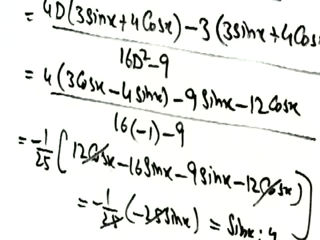 = 4D(3Sinx+4Cosx)-3(3Sinx+4Cosx
16D²-9
= 4(3Cosx-4Sinx)-9Sinx-12Cosx
16(-1)-9
= -1/25 [12Cosx-16Sinx-9Sinx-12Cosx]
= -1/25 (-25Sinx) = Sinx